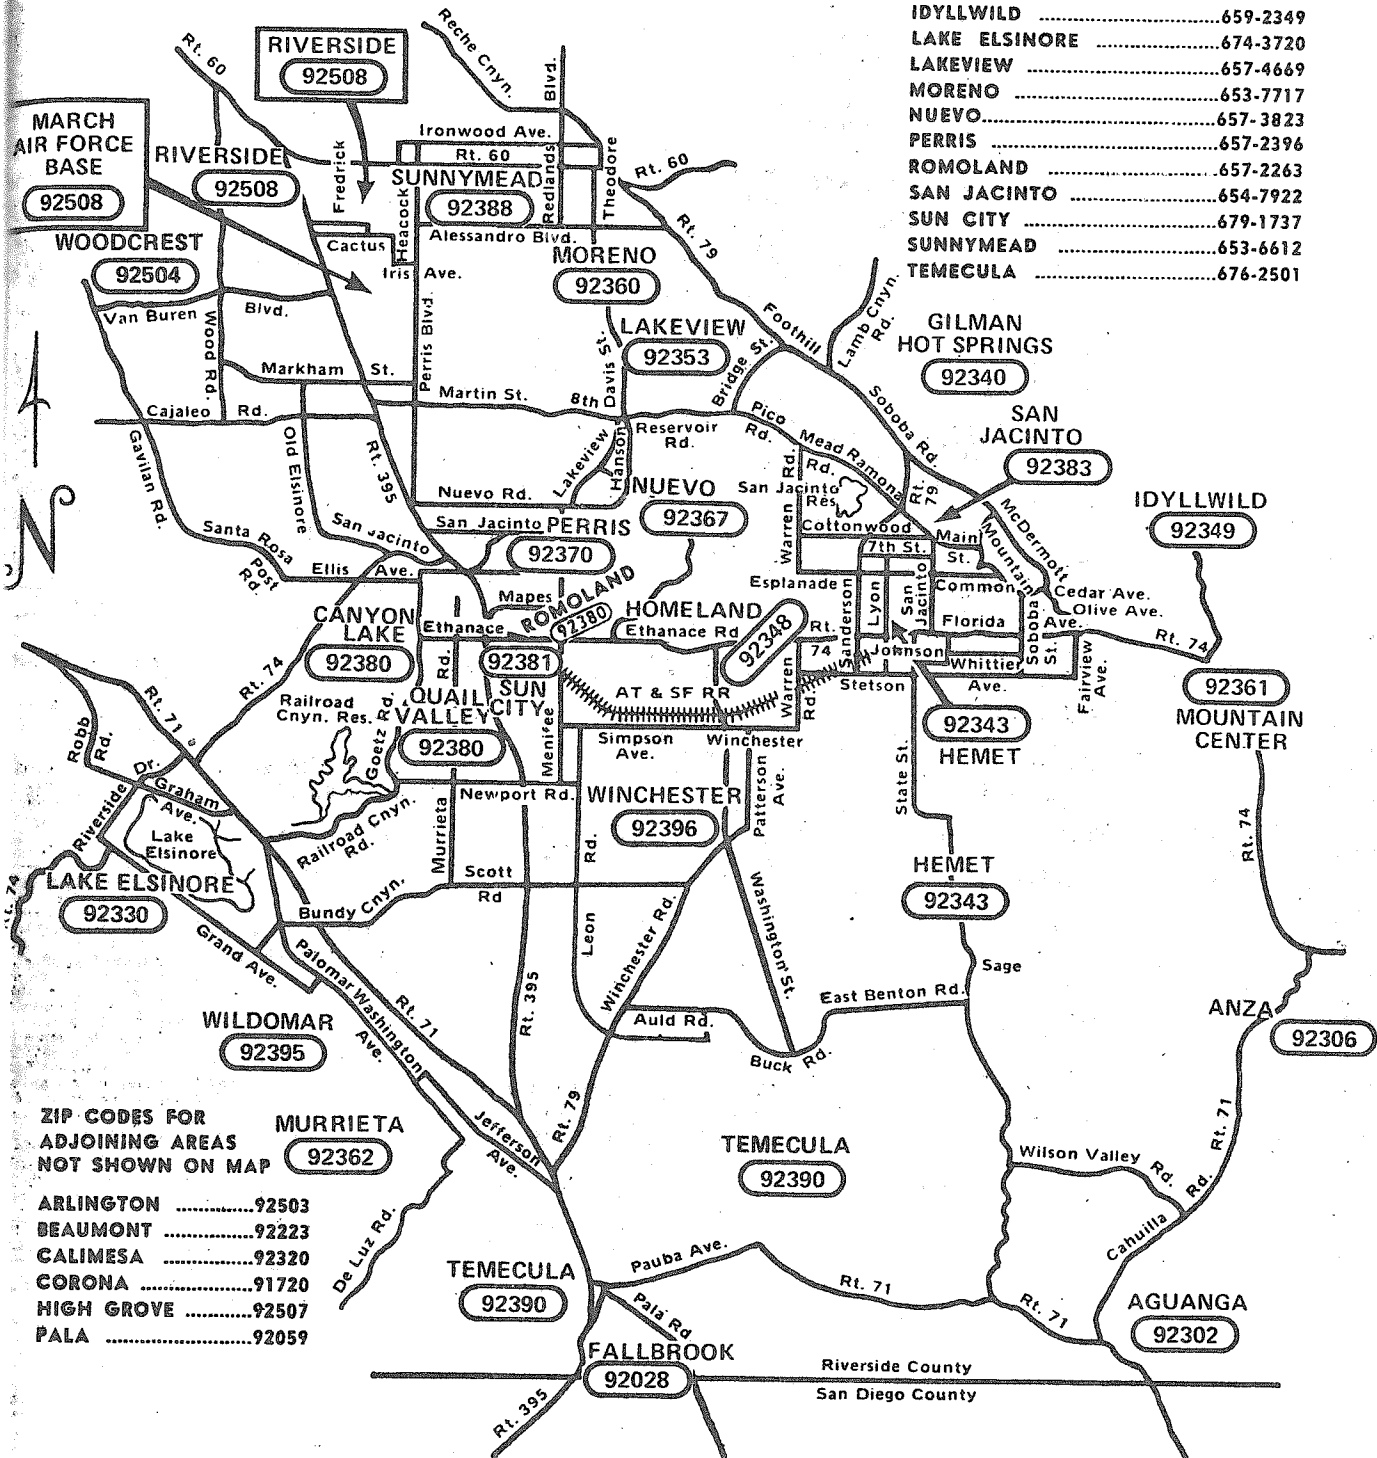 IDYLLWILD ..............................659-2349
LAKE ELSINORE ....................674-3720
LAKEVIEW ................................657-4669
MORENO ..................................653-7717
NUEVO.......................................657-3823
PERRIS ......................................657-2396
ROMOLAND ............................657-2263
SAN JACINTO ........................654-7922
SUN CITY ................................679-1737
SUNNYMEAD ..........................653-6612
TEMECULA ..............................676-2501
Rt. 60
RIVERSIDE
92508
Reche Cnyn.
Blvd.
MARCH
AIR FORCE
BASE
92508
RIVERSIDE
92508
Fredrick
Ironwood Ave.
Rt. 60
Redlands
Theodore
Rt. 60
SUNNYMEAD
92388
Heacock
Alessandro Blvd.
Rt. 79
WOODCREST
92504
Cactus
Iris Ave.
MORENO
92360
Van Buren Blvd.
Wood Rd.
Perris Blvd.
LAKEVIEW
92353
Davis St.
Bridge St.
Foothill
Lamb Cnyn.
Rd.
GILMAN
HOT SPRINGS
92340
Markham St.
Martin St.
8th
Cajaleo Rd.
Reservoir
Rd.
Pico
Rd.
Soboba Rd.
SAN
JACINTO
92383
Gavilan Rd.
Old Elsinore
Rt. 395
Lakeview
Hanson
Mead
Rd.
Ramona
Rt. 79
Warren Rd.
San Jacinto
Res.
Nuevo Rd.
NUEVO
92367
IDYLLWILD
92349
Santa Rosa
Post
Rd.
San Jacinto
San Jacinto
PERRIS
92370
Cottonwood
Main
St.
7th St.
Mountain
McDermott
Ellis Ave.
Esplanade
Common
Cedar Ave.
Olive Ave.
Mapes
ROMOLAND
92380
HOMELAND
92348
CANYON
LAKE
92380
Ethanace
Ethanace Rd
Rt.
74
Sanderson
Lyon
San
Jacinto
Florida
Ave.
Soboba
St.
Rt. 74
Johnson
Whittier
Ave.
Fairview
Ave.
Stetson
Warren
Rd.
92381
SUN
CITY
Rd.
AT & SF RR
92361
MOUNTAIN
CENTER
Rt. 74
Rt. 71
Robb
Rd.
Railroad
Cnyn. Res.
Goetz Rd.
QUAIL
VALLEY
92380
Menifee
Simpson
Ave.
Winchester
92343
HEMET
State St.
Dr.
Graham
Ave.
Riverside
Newport Rd.
WINCHESTER
92396
Patterson
Ave.
Rt. 74
Lake
Elsinore
Railroad Cnyn.
Rd.
Murrieta
Rd.
LAKE ELSINORE
92330
Rt. 74
Bundy Cnyn.
Scott
Rd
HEMET
92343
Grand Ave.
Leon
Winchester Rd.
Washington St.
Palomar
Washington
Ave.
Rt. 71
Rt. 395
Sage
East Benton Rd.
Auld Rd.
Buck Rd.
ANZA
92306
WILDOMAR
92395
MURRIETA
92362
Jefferson
Ave.
Rt. 79
TEMECULA
92390
Wilson Valley Rd.
Rt. 71
Rd.
Cahuilla
ZIP CODES FOR
ADJOINING AREAS
NOT SHOWN ON MAP
ARLINGTON .............92503
BEAUMONT ...............92223
CALIMESA ..................92320
CORONA ...................91720
HIGH GROVE ...........92507
PALA .........................92059
De Luz Rd.
TEMECULA
92390
Pauba Ave.
Rt. 71
Rt. 71
Pala Rd
AGUANGA
92302
FALLBROOK
92028
Riverside County
San Diego County
Rt. 395
N